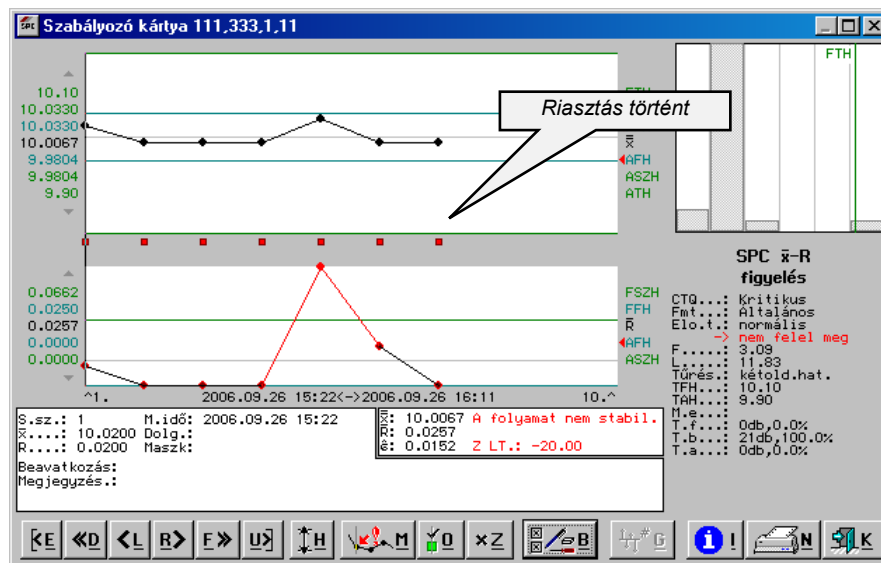 SPC Szabályozó kártya 111,333,1,11
FTH
10.10
10.0330
10.0330
10.0067
9.9804
9.9804
9.90
Riasztás történt
x
AFH
ASZH
ATH
0.0662
0.0250
0.0257
0.0000
0.0000
FSZH
FFH
R
AFH
ASZH
^1. 2006.09.26 15:22<->2006.09.26 16:11 10.^
SPC x-R
figyelés
CTQ...: Kritikus
Fmt...: Általános
Elo.t.: normális
-> nem felel meg
F.....: 3.09
L.....: 11.83
Türés.: kétold.hat.
TFH...: 10.10
TAH...: 9.90
M.e...:
T.f...: 0db,0.0%
T.b...: 21db,100.0%
T.a...: 0db,0.0%
S.sz.: 1 M.idő: 2006.09.26 15:22
x....: 10.0200 Dolg.:
R....: 0.0200 Maszk:
x: 10.0067 A folyamat nem stabil.
R: 0.0257
é: 0.0152 Z LT.: -20.00
Beavatkozás:
Megjegyzés.:
E D L R F U H M O Z B G I N K